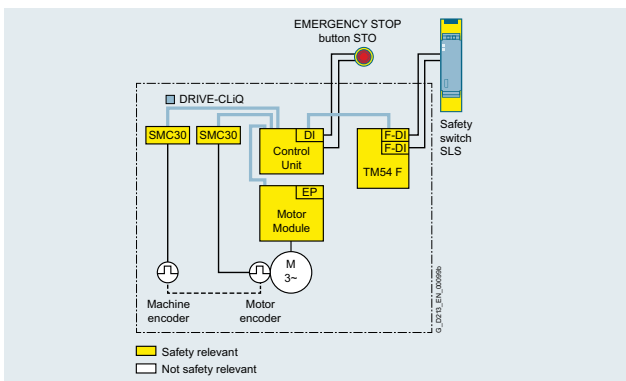 EMERGENCY STOP
button STO
DRIVE-CLiQ
SMC30
SMC30
DI
Control
Unit
F-DI
F-DI
TM54 F
Safety
switch
SLS
EP
Motor
Module
M
3~
Machine
encoder
Motor
encoder
G_D213_EN_00099b
Safety relevant
Not safety relevant